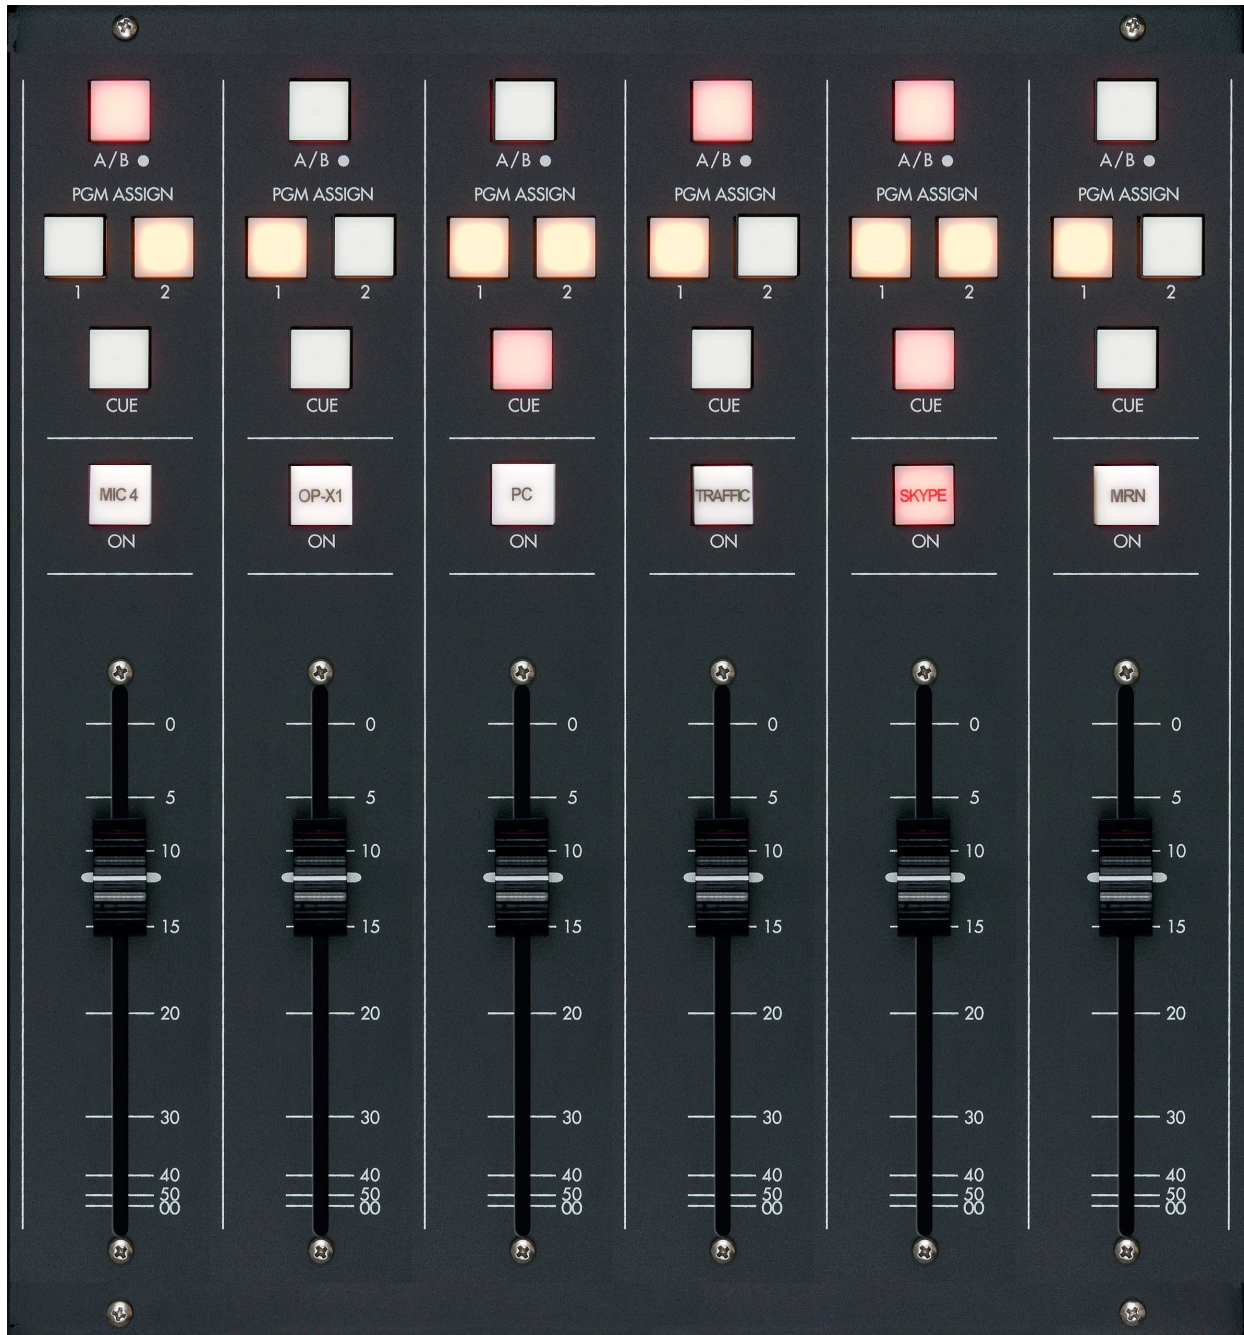 A/B ● A/B ● A/B ● A/B ● A/B ● A/B ●
PGM ASSIGN PGM ASSIGN PGM ASSIGN PGM ASSIGN PGM ASSIGN PGM ASSIGN
1 2 1 2 1 2 1 2 1 2 1 2
CUE CUE CUE CUE CUE CUE
MIC 4 OP-X1 PC TRAFFIC SKYPE MRN
ON ON ON ON ON ON
0 0 0 0 0 0
5 5 5 5 5 5
10 10 10 10 10 10
15 15 15 15 15 15
20 20 20 20 20 20
30 30 30 30 30 30
40 40 40 40 40 40
50 50 50 50 50 50
00 00 00 00 00 00